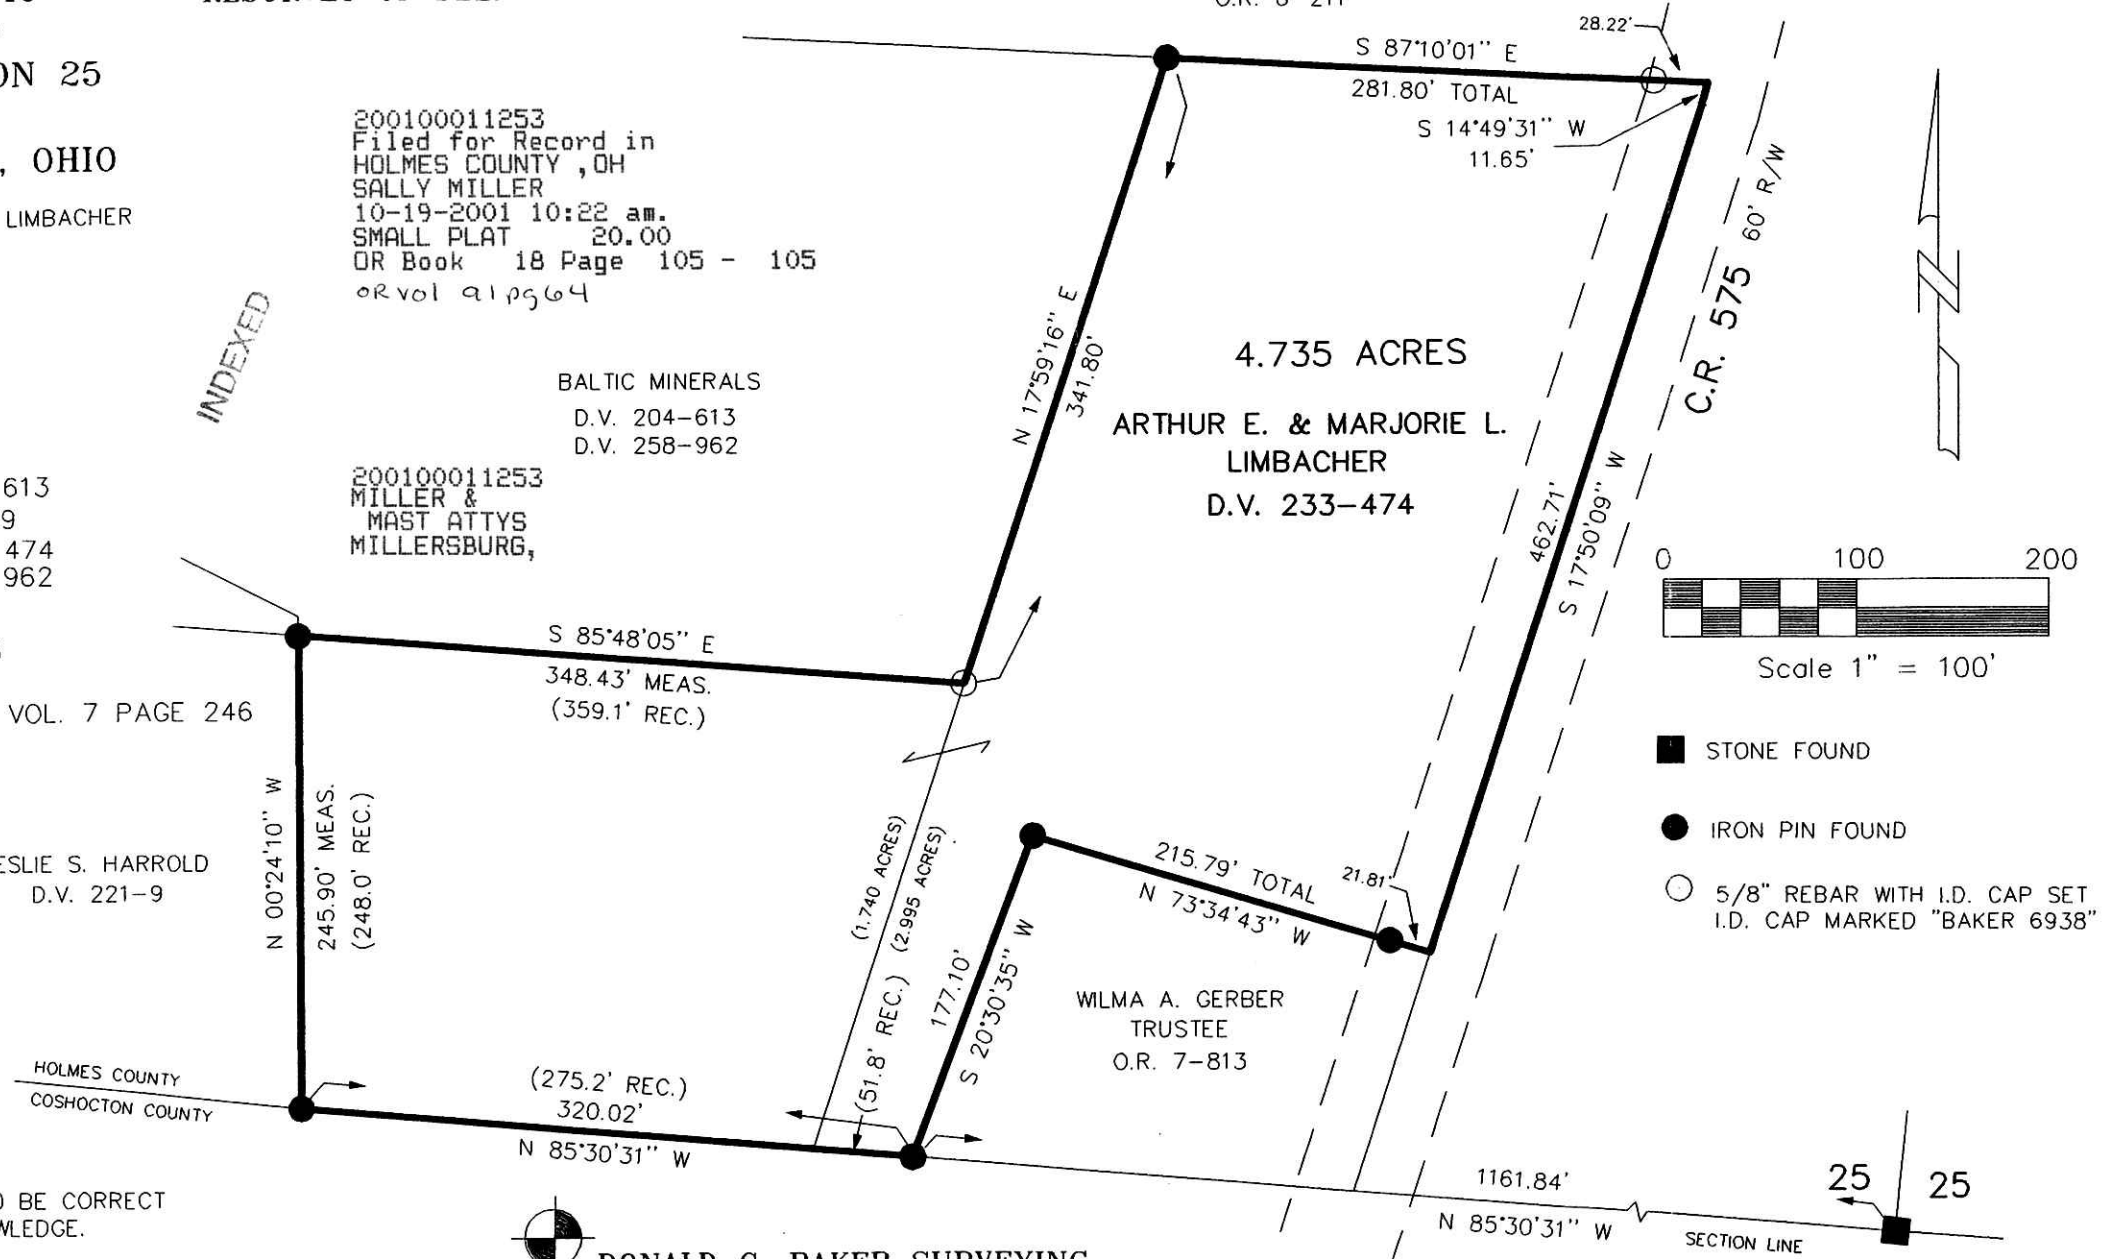 ON 25
, OHIO
LIMBACHER
200100011253
Filed for Record in
HOLMES COUNTY ,OH
SALLY MILLER
10-19-2001 10:22 am.
SMALL PLAT 20.00
OR Book 18 Page 105 - 105
OR vol 91 pg 64
INDEXED
BALTIC MINERALS
D.V. 204-613
D.V. 258-962
200100011253
MILLER &
MAST ATTYS
MILLERSBURG,
613
9
474
962
VOL. 7 PAGE 246
ESLIE S. HARROLD
D.V. 221-9
HOLMES COUNTY
COSHOCTON COUNTY
O BE CORRECT
WLEDGE.
S 87°10'01" E
281.80' TOTAL
28.22'
S 14°49'31" W
11.65'
N 17°59'16" E
341.80'
4.735 ACRES
ARTHUR E. & MARJORIE L.
LIMBACHER
D.V. 233-474
462.71'
S 17°50'09" W
C.R. 575 60' R/W
S 85°48'05" E
348.43' MEAS.
(359.1' REC.)
N 00°24'10" W
245.90' MEAS.
(248.0' REC.)
(1.740 ACRES)
(2.995 ACRES)
(51.8' REC.)
177.10'
S 20°30'35" W
215.79' TOTAL
N 73°34'43" W
21.81'
WILMA A. GERBER
TRUSTEE
O.R. 7-813
(275.2' REC.)
320.02'
N 85°30'31" W
1161.84'
N 85°30'31" W
SECTION LINE
25 25
0 100 200
Scale 1" = 100'
STONE FOUND
IRON PIN FOUND
5/8" REBAR WITH I.D. CAP SET
I.D. CAP MARKED "BAKER 6938"
DONALD C. BAKER SURVEYING